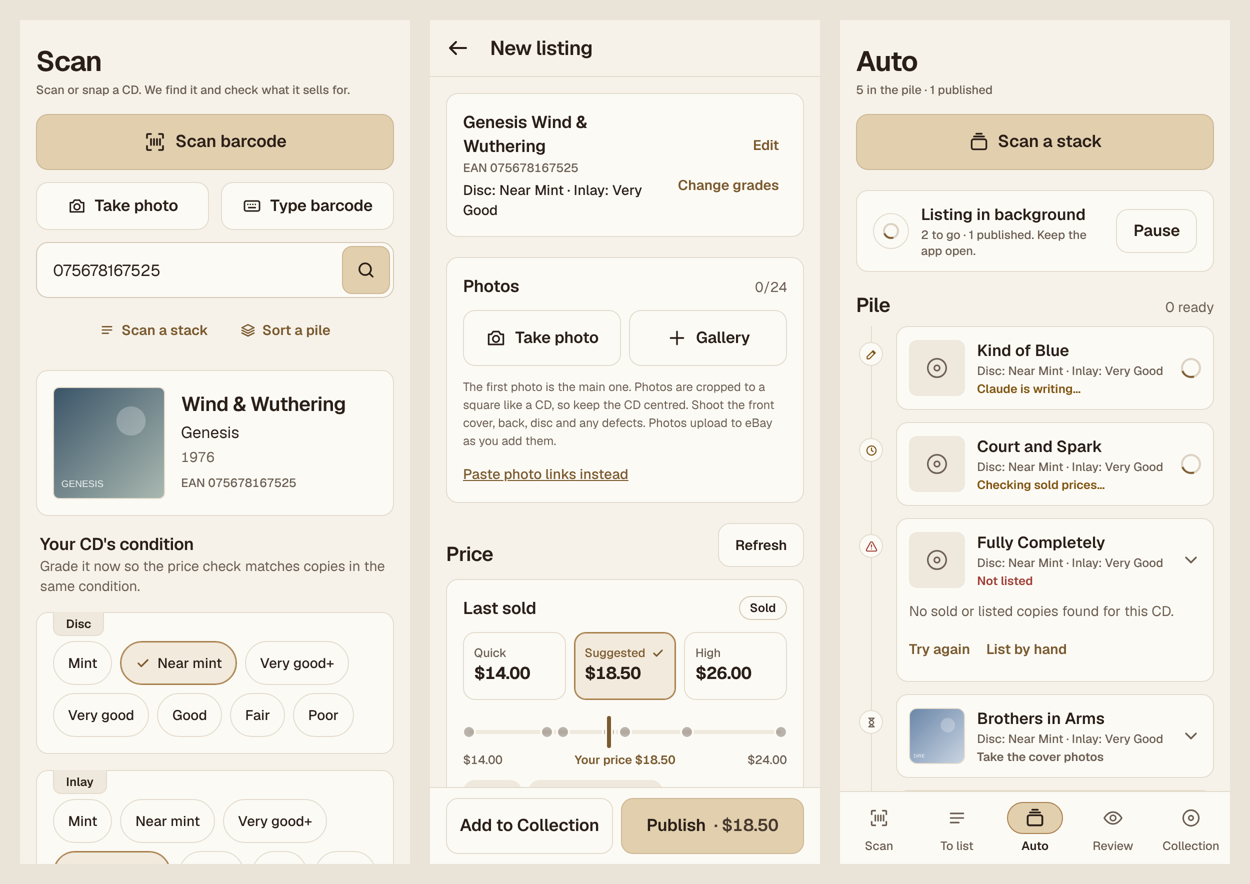 Scan
Scan or snap a CD. We find it and check what it sells for.
Scan barcode
Take photo
Type barcode
075678167525
Scan a stack
Sort a pile
GENESIS
Wind & Wuthering
Genesis
1976
EAN 075678167525
Your CD's condition
Grade it now so the price check matches copies in the
same condition.
Disc
Mint
Near mint
Very good+
Very good
Good
Fair
Poor
Inlay
Mint
Near mint
Very good+
New listing
Genesis Wind &
Wuthering
EAN 075678167525
Disc: Near Mint · Inlay: Very
Good
Edit
Change grades
Photos
0/24
Take photo
Gallery
The first photo is the main one. Photos are cropped to a
square like a CD, so keep the CD centred. Shoot the front
cover, back, disc and any defects. Photos upload to eBay
as you add them.
Paste photo links instead
Price
Refresh
Last sold
Sold
Quick
$14.00
Suggested
$18.50
High
$26.00
$14.00
Your price $18.50
$24.00
Add to Collection
Publish · $18.50
Auto
5 in the pile · 1 published
Scan a stack
Listing in background
2 to go · 1 published. Keep the
app open.
Pause
Pile
0 ready
Kind of Blue
Disc: Near Mint · Inlay: Very Good
Claude is writing…
Court and Spark
Disc: Near Mint · Inlay: Very Good
Checking sold prices…
Fully Completely
Disc: Near Mint · Inlay: Very Good
Not listed
No sold or listed copies found for this CD.
Try again
List by hand
Brothers in Arms
Disc: Near Mint · Inlay: Very Good
Take the cover photos
Scan
To list
Auto
Review
Collection